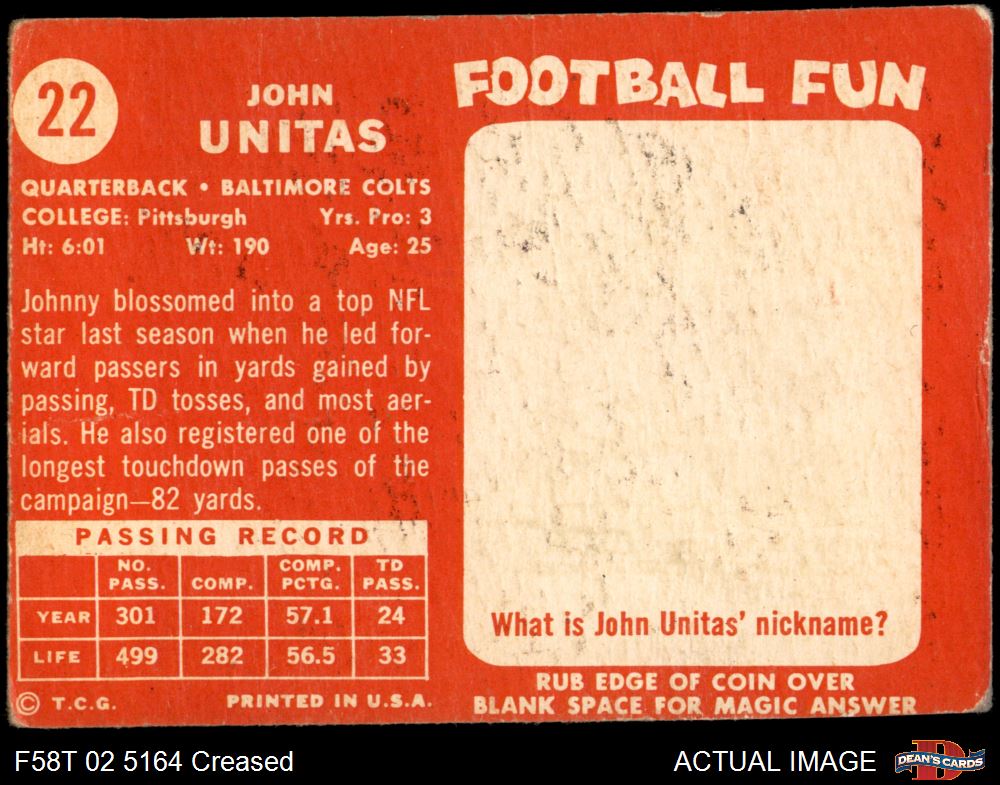 22
JOHN
UNITAS
QUARTERBACK • BALTIMORE COLTS
COLLEGE: Pittsburgh Yrs. Pro: 3
Ht: 6:01 Wt: 190 Age: 25
Johnny blossomed into a top NFL
star last season when he led for-
ward passers in yards gained by
passing, TD tosses, and most aer-
ials. He also registered one of the
longest touchdown passes of the
campaign—82 yards.
PASSING RECORD
NO. PASS. COMP. COMP. PCTG. TD PASS.
YEAR 301 172 57.1 24
LIFE 499 282 56.5 33
© T.C.G. PRINTED IN U.S.A.
FOOTBALL FUN
What is John Unitas' nickname?
RUB EDGE OF COIN OVER
BLANK SPACE FOR MAGIC ANSWER
F58T 02 5164 Creased ACTUAL IMAGE
D
DEAN'S CARDS